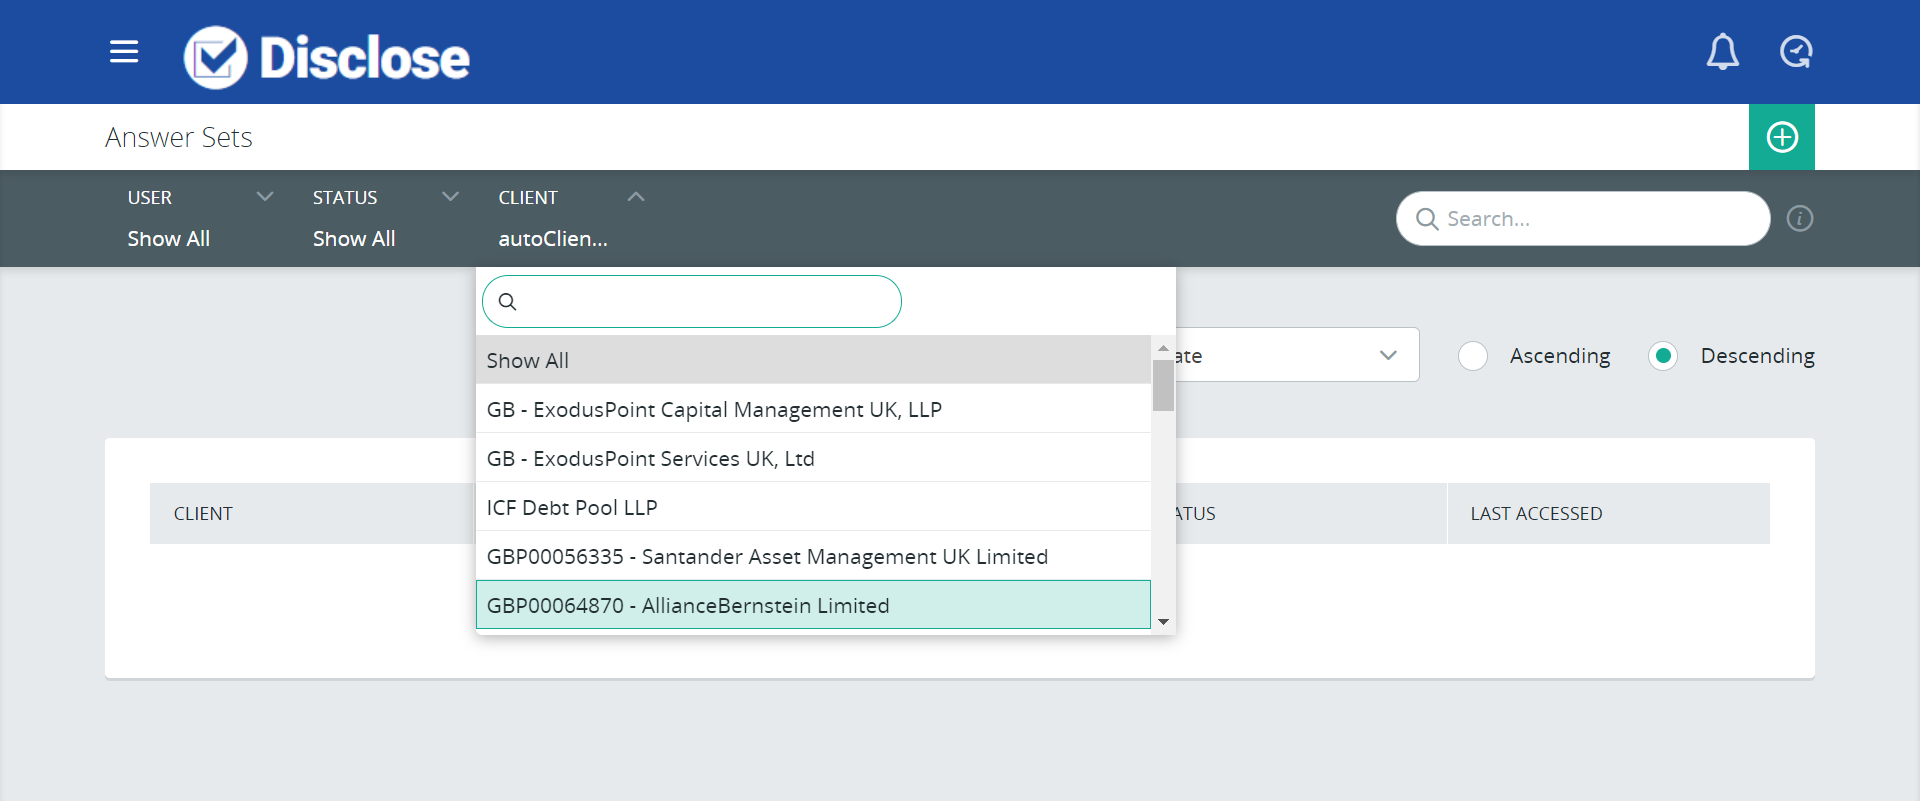 Disclose
Answer Sets
USER
STATUS
CLIENT
Show All
Show All
autoClien...
Search...
Show All
GB - ExodusPoint Capital Management UK, LLP
GB - ExodusPoint Services UK, Ltd
ICF Debt Pool LLP
GBP00056335 - Santander Asset Management UK Limited
GBP00064870 - AllianceBernstein Limited
ate
Ascending
Descending
CLIENT
ATUS
LAST ACCESSED